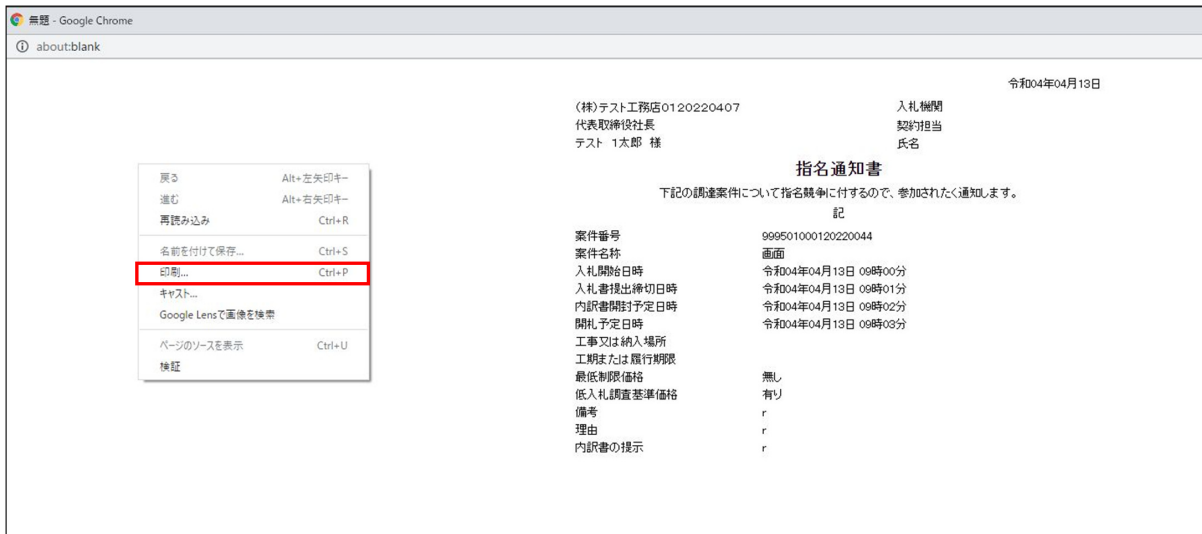 無題 - Google Chrome
about:blank
令和04年04月13日
(株)テスト工務店0120220407 入札機関
代表取締役社長 契約担当
テスト 1太郎 様 氏名
指名通知書
下記の調達案件について指名競争に付するので、参加されたく通知します。
記
戻る Alt+左矢印キー
進む Alt+右矢印キー
再読み込み Ctrl+R
名前を付けて保存... Ctrl+S
印刷... Ctrl+P
キャスト...
Google Lensで画像を検索
ページのソースを表示 Ctrl+U
検証
案件番号 999501000120220044
案件名称 画面
入札開始日時 令和04年04月13日 09時00分
入札書提出締切日時 令和04年04月13日 09時01分
内訳書開封予定日時 令和04年04月13日 09時02分
開札予定日時 令和04年04月13日 09時03分
工事又は納入場所
工期または履行期限
最低制限価格 無し
低入札調査基準価格 有り
備考 r
理由 r
内訳書の提示 r